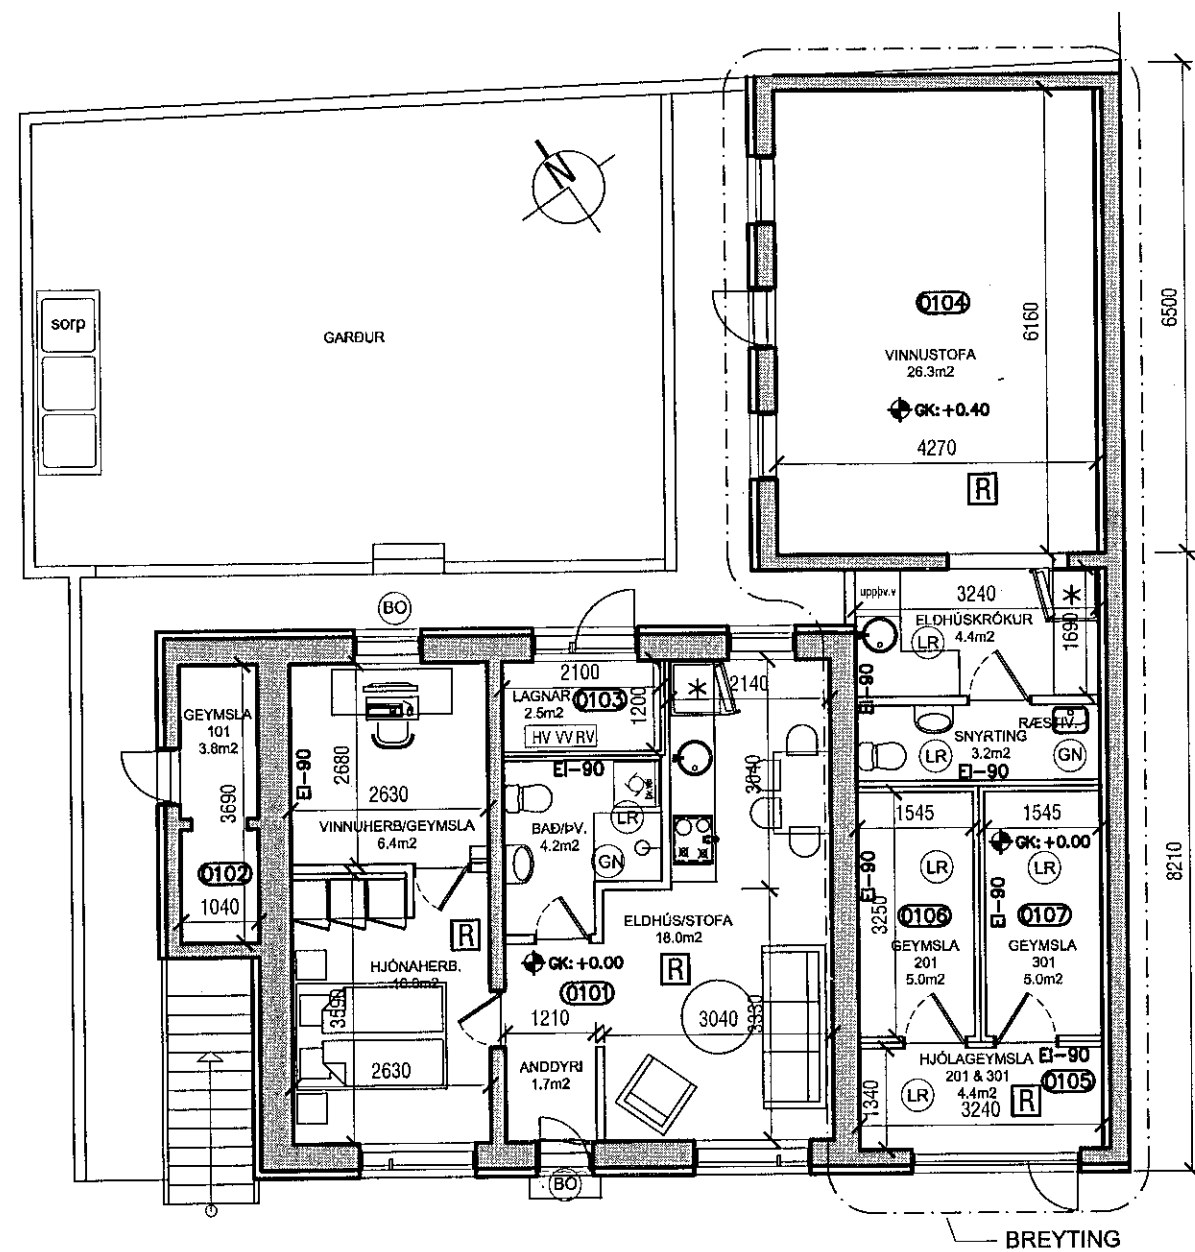 N
sorp
GARÐUR
0104
VINNUSTOFA
26.3m2
GK: +0.40
6160
4270
R
6500
8210
BO
uppþv.v
3240
ELDHÚSKRÓKUR
4.4m2
LR
1690
EI-90
RÆSTIV.
SNYRTING
3.2m2
LR
GN
EI-90
GEYMSLA
101
3.8m2
3690
0102
1040
EI-90
2680
2630
VINNUHERB/GEYMSLA
6.4m2
2100
LAGNAR
2.5m2
0103
1200
HV VV RV
EI-90
2140
3040
BAÐ/ÞV.
4.2m2
LR
GN
ELDHÚS/STOFA
18.0m2
R
GK: +0.00
0101
R
HJÓNAHERB.
2630
1210
3040
3330
ANDDYRI
1.7m2
BO
1545
1545
GK: +0.00
LR
LR
EI-90
EI-90
3250
0106
GEYMSLA
201
5.0m2
0107
GEYMSLA
301
5.0m2
HJÓLAGEYMSLA
201 & 301
4.4m2
EI-90
0105
LR
R
3240
1340
BREYTING